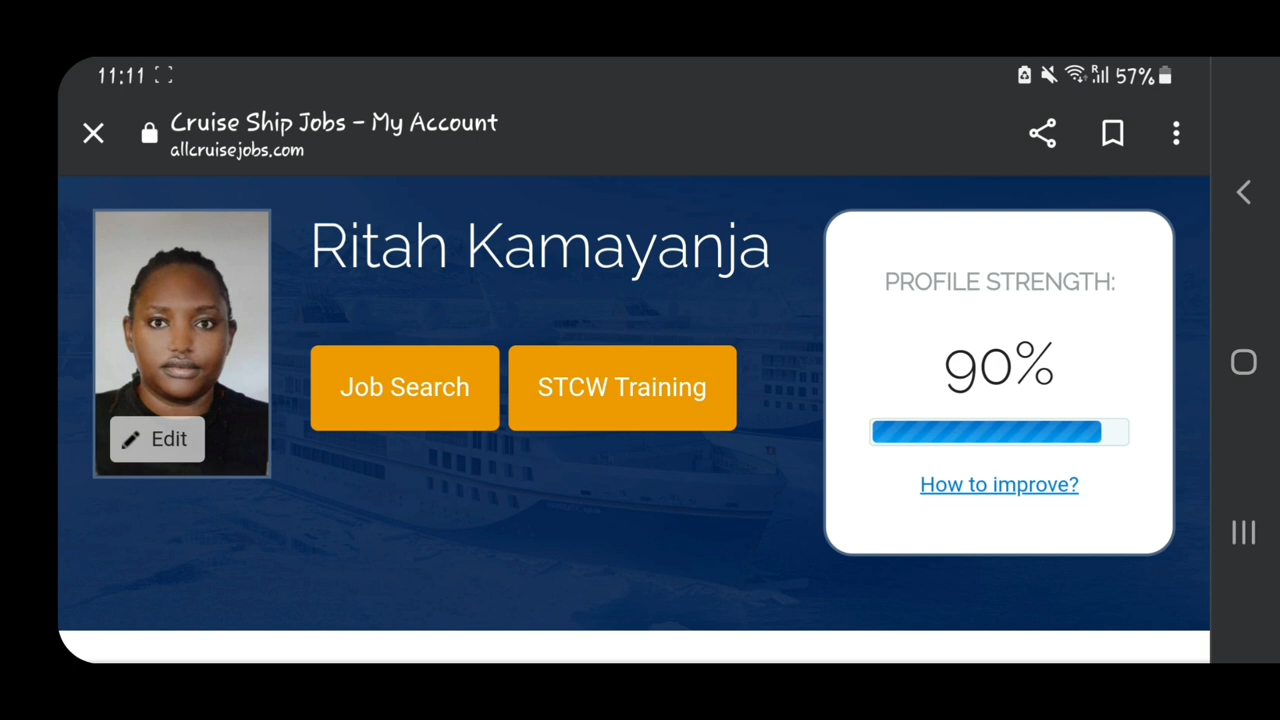 11:11
57%
Cruise Ship Jobs – My Account
allcruisejobs.com
Ritah Kamayanja
Edit
Job Search
STCW Training
PROFILE STRENGTH:
90%
How to improve?